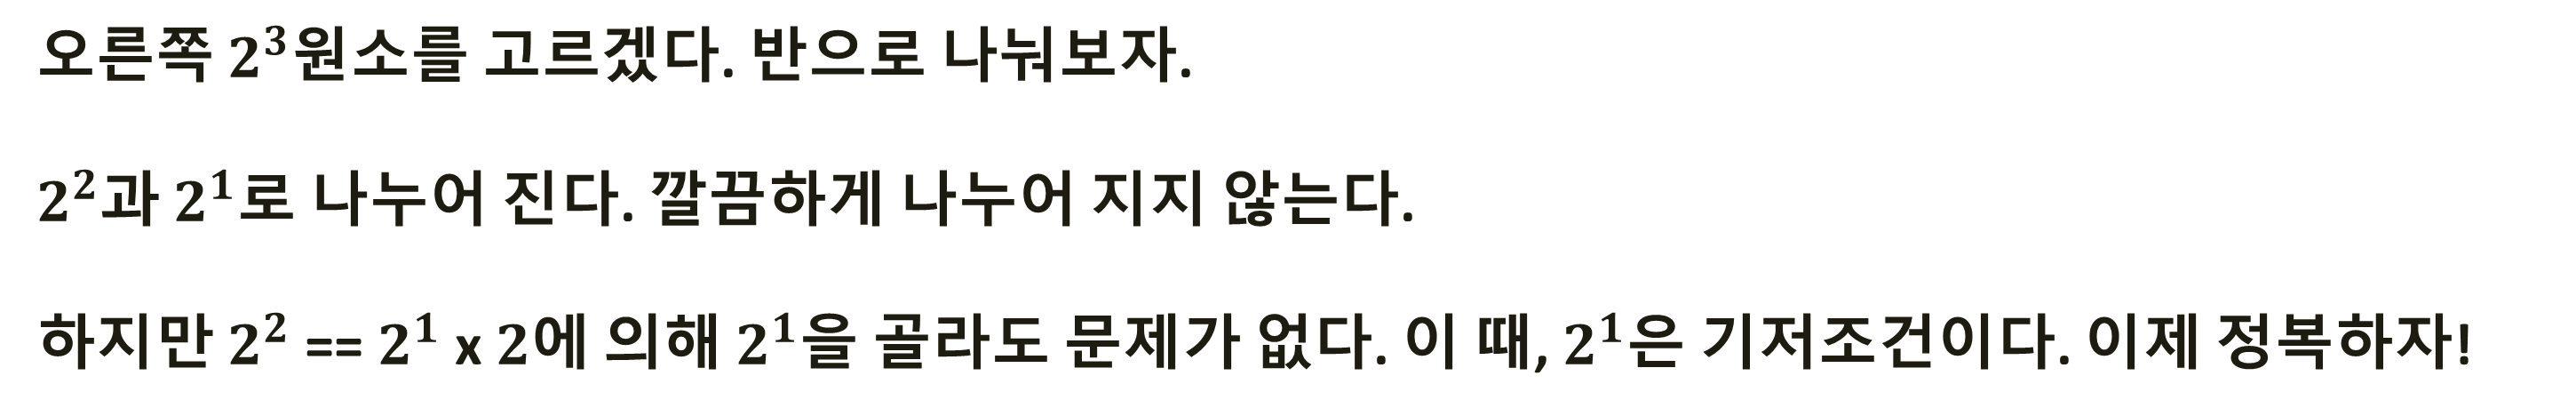 오른쪽 2³원소를 고르겠다. 반으로 나눠보자.
2²과 2¹로 나누어 진다. 깔끔하게 나누어 지지 않는다.
하지만 2² == 2¹ x 2에 의해 2¹을 골라도 문제가 없다. 이 때, 2¹은 기저조건이다. 이제 정복하자!